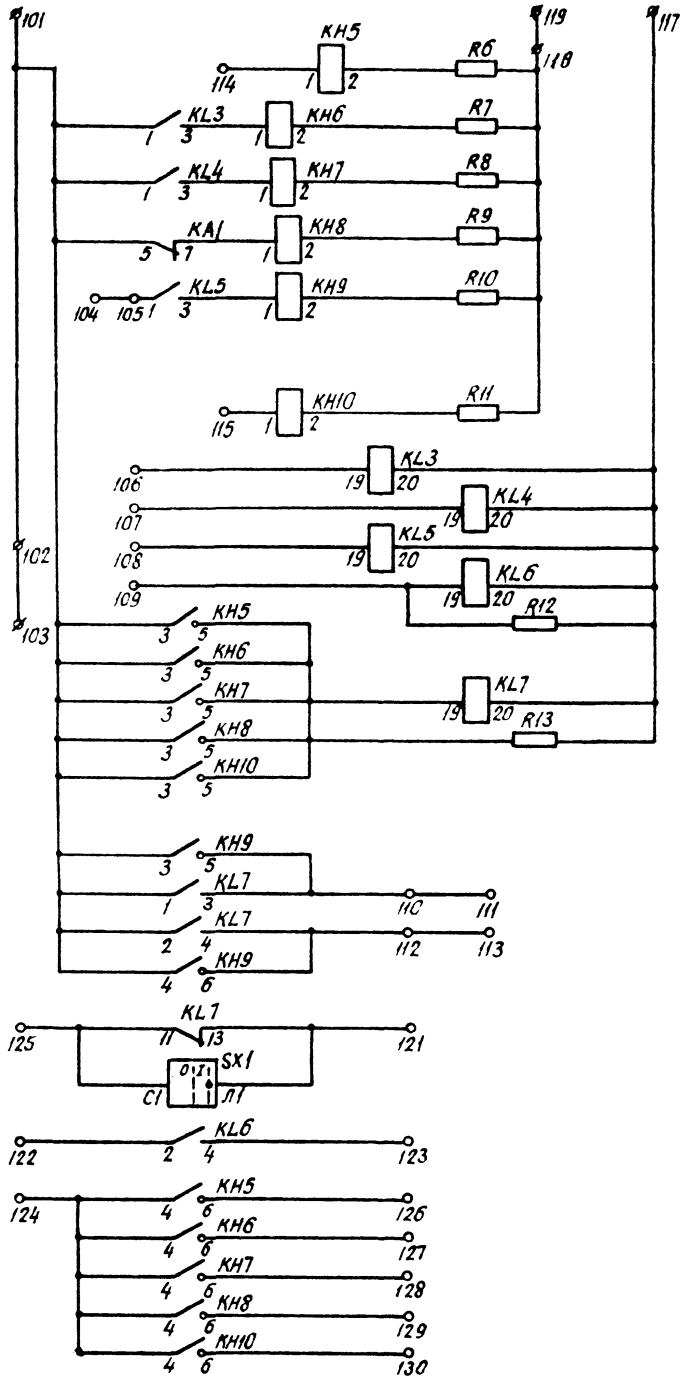 101 119 117
KH5 118
114 1 2 R6
KL3 KH6 R7
1 3 1 2
KL4 KH7 R8
1 3 1 2
KA1 KH8 R9
5 7 1 2
KL5 KH9 R10
104 105 1 3 1 2
KH10 R11
115 1 2
KL3
106 19 20
KL4
107 19 20
KL5
102 108 19 20
KL6
109 19 20
R12
103 KH5
3 5
KH6
3 5
KH7 KL7
3 5 19 20
KH8 R13
3 5
KH10
3 5
KH9
3 5
KL7
1 3 110 111
KL7
2 4 112 113
KH9
4 6
KL7
125 11 13 121
SX1
O I
C1 Л1
KL6
122 2 4 123
KH5
124 4 6 126
KH6
4 6 127
KH7
4 6 128
KH8
4 6 129
KH10
4 6 130